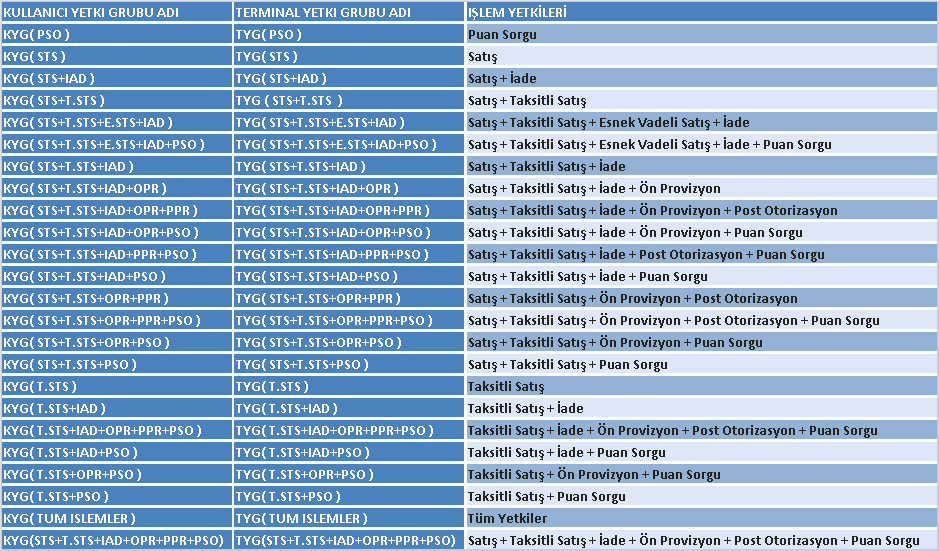 KULLANICI YETKI GRUBU ADI TERMINAL YETKI GRUBU ADI IŞLEM YETKİLERİ
KYG( PSO ) TYG( PSO ) Puan Sorgu
KYG( STS ) TYG( STS ) Satış
KYG( STS+IAD ) TYG( STS+IAD ) Satış + İade
KYG( STS+T.STS ) TYG ( STS+T.STS ) Satış + Taksitli Satış
KYG( STS+T.STS+E.STS+IAD ) TYG( STS+T.STS+E.STS+IAD ) Satış + Taksitli Satış + Esnek Vadeli Satış + İade
KYG( STS+T.STS+E.STS+IAD+PSO ) TYG( STS+T.STS+E.STS+IAD+PSO ) Satış + Taksitli Satış + Esnek Vadeli Satış + İade + Puan Sorgu
KYG( STS+T.STS+IAD ) TYG( STS+T.STS+IAD ) Satış + Taksitli Satış + İade
KYG( STS+T.STS+IAD+OPR ) TYG( STS+T.STS+IAD+OPR ) Satış + Taksitli Satış + İade + Ön Provizyon
KYG( STS+T.STS+IAD+OPR+PPR ) TYG( STS+T.STS+IAD+OPR+PPR ) Satış + Taksitli Satış + İade + Ön Provizyon + Post Otorizasyon
KYG( STS+T.STS+IAD+OPR+PSO ) TYG( STS+T.STS+IAD+OPR+PSO ) Satış + Taksitli Satış + İade + Ön Provizyon + Puan Sorgu
KYG( STS+T.STS+IAD+PPR+PSO ) TYG( STS+T.STS+IAD+PPR+PSO ) Satış + Taksitli Satış + İade + Post Otorizasyon + Puan Sorgu
KYG( STS+T.STS+IAD+PSO ) TYG( STS+T.STS+IAD+PSO ) Satış + Taksitli Satış + İade + Puan Sorgu
KYG( STS+T.STS+OPR+PPR ) TYG( STS+T.STS+OPR+PPR ) Satış + Taksitli Satış + Ön Provizyon + Post Otorizasyon
KYG( STS+T.STS+OPR+PPR+PSO ) TYG( STS+T.STS+OPR+PPR+PSO ) Satış + Taksitli Satış + Ön Provizyon + Post Otorizasyon + Puan Sorgu
KYG( STS+T.STS+OPR+PSO ) TYG( STS+T.STS+OPR+PSO ) Satış + Taksitli Satış + Ön Provizyon + Puan Sorgu
KYG( STS+T.STS+PSO ) TYG( STS+T.STS+PSO ) Satış + Taksitli Satış + Puan Sorgu
KYG( T.STS ) TYG( T.STS ) Taksitli Satış
KYG( T.STS+IAD ) TYG( T.STS+IAD ) Taksitli Satış + İade
KYG( T.STS+IAD+OPR+PPR+PSO ) TYG( T.STS+IAD+OPR+PPR+PSO ) Taksitli Satış + İade + Ön Provizyon + Post Otorizasyon + Puan Sorgu
KYG( T.STS+IAD+PSO ) TYG( T.STS+IAD+PSO ) Taksitli Satış + İade + Puan Sorgu
KYG( T.STS+OPR+PSO ) TYG( T.STS+OPR+PSO ) Taksitli Satış + Ön Provizyon + Puan Sorgu
KYG( T.STS+PSO ) TYG( T.STS+PSO ) Taksitli Satış + Puan Sorgu
KYG( TUM ISLEMLER ) TYG( TUM ISLEMLER ) Tüm Yetkiler
KYG(STS+T.STS+IAD+OPR+PPR+PSO) TYG(STS+T.STS+IAD+OPR+PPR+PSO) Satış + Taksitli Satış + İade + Ön Provizyon + Post Otorizasyon + Puan Sorgu